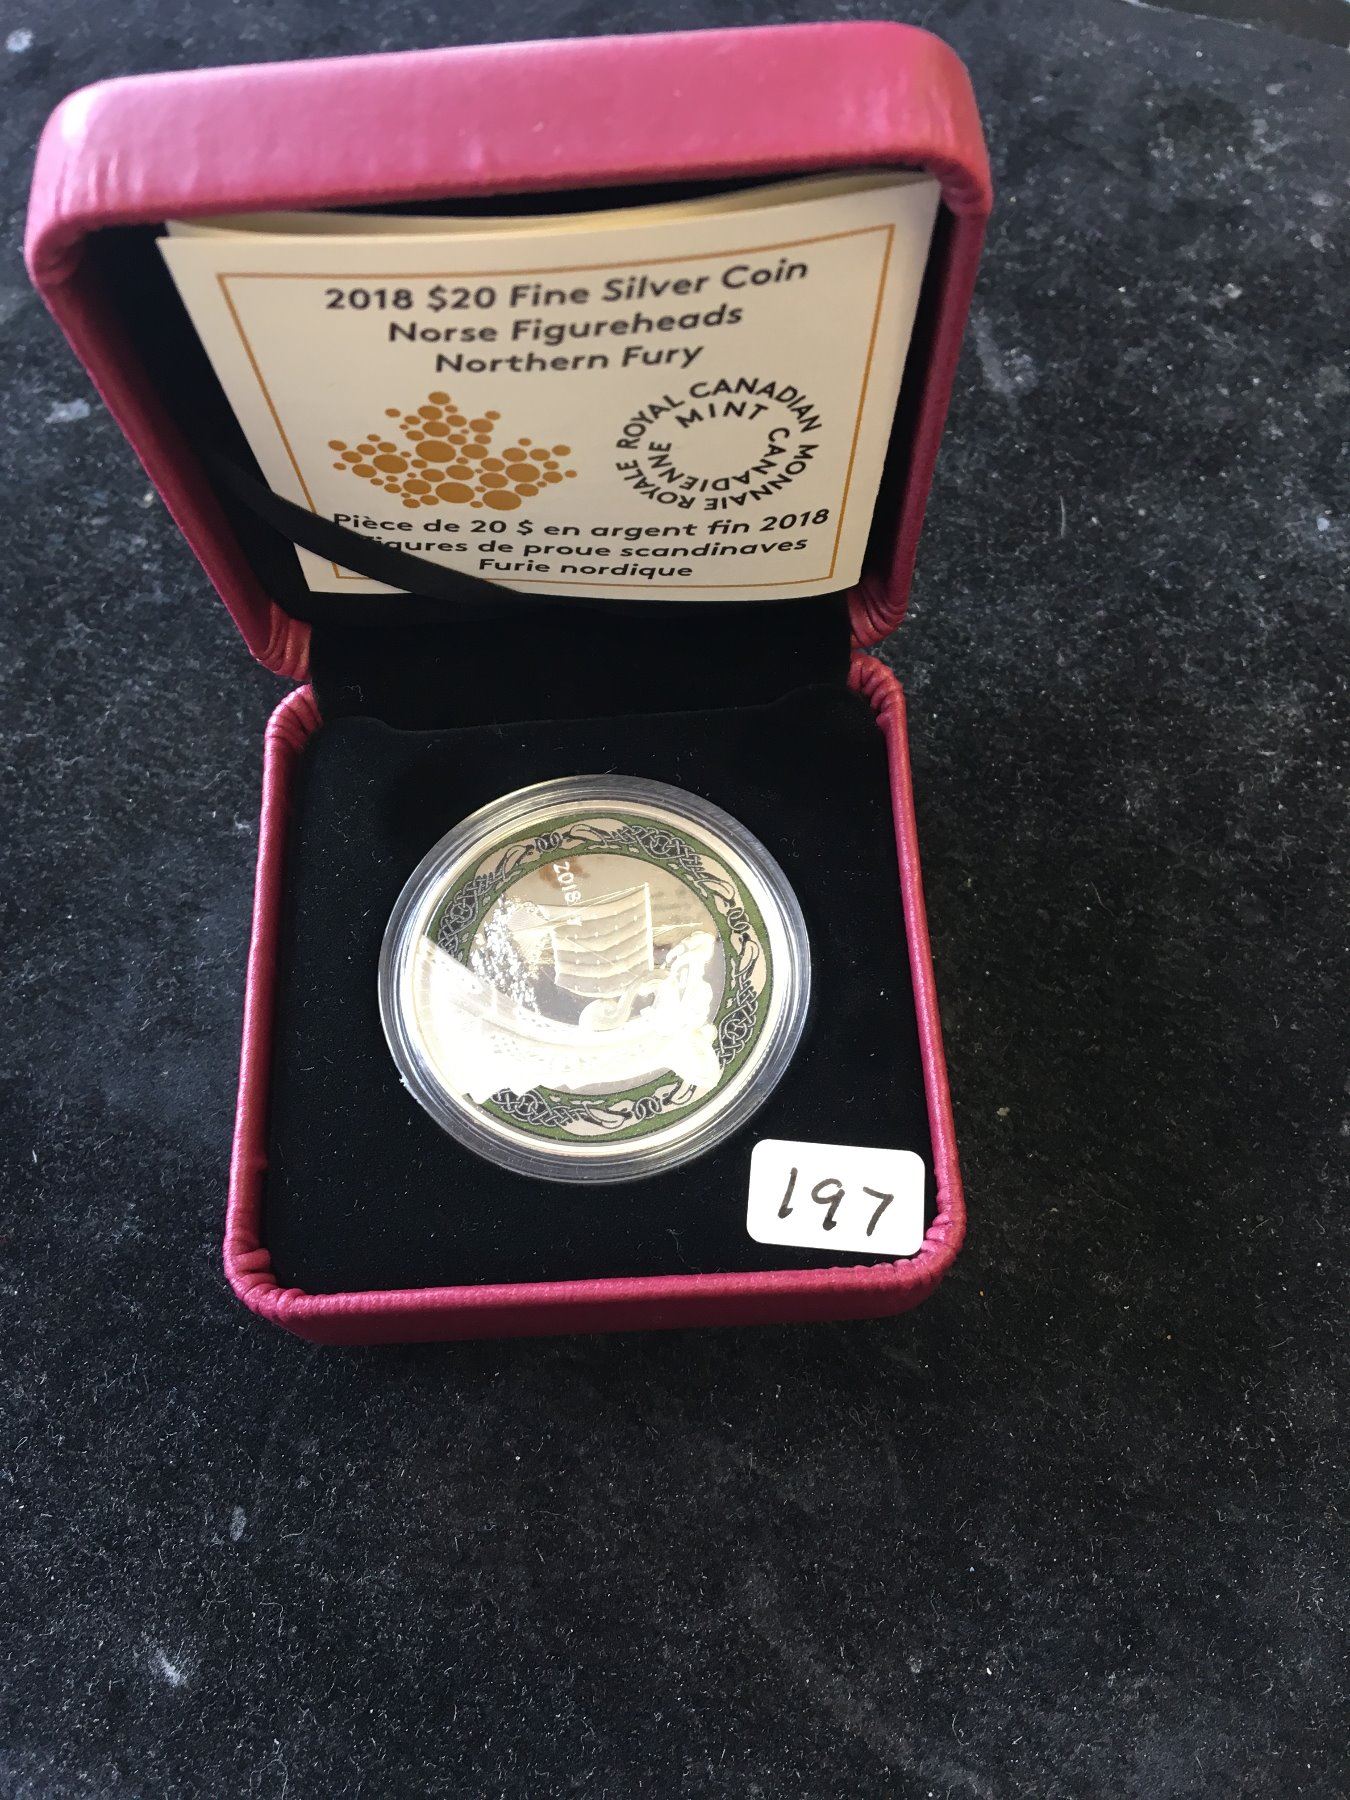 2018 $20 Fine Silver Coin
Norse Figureheads
Northern Fury
ROYAL CANADIAN MINT
MONNAIE ROYALE CANADIENNE
Pièce de 20 $ en argent fin 2018
Figures de proue scandinaves
Furie nordique
2018
197